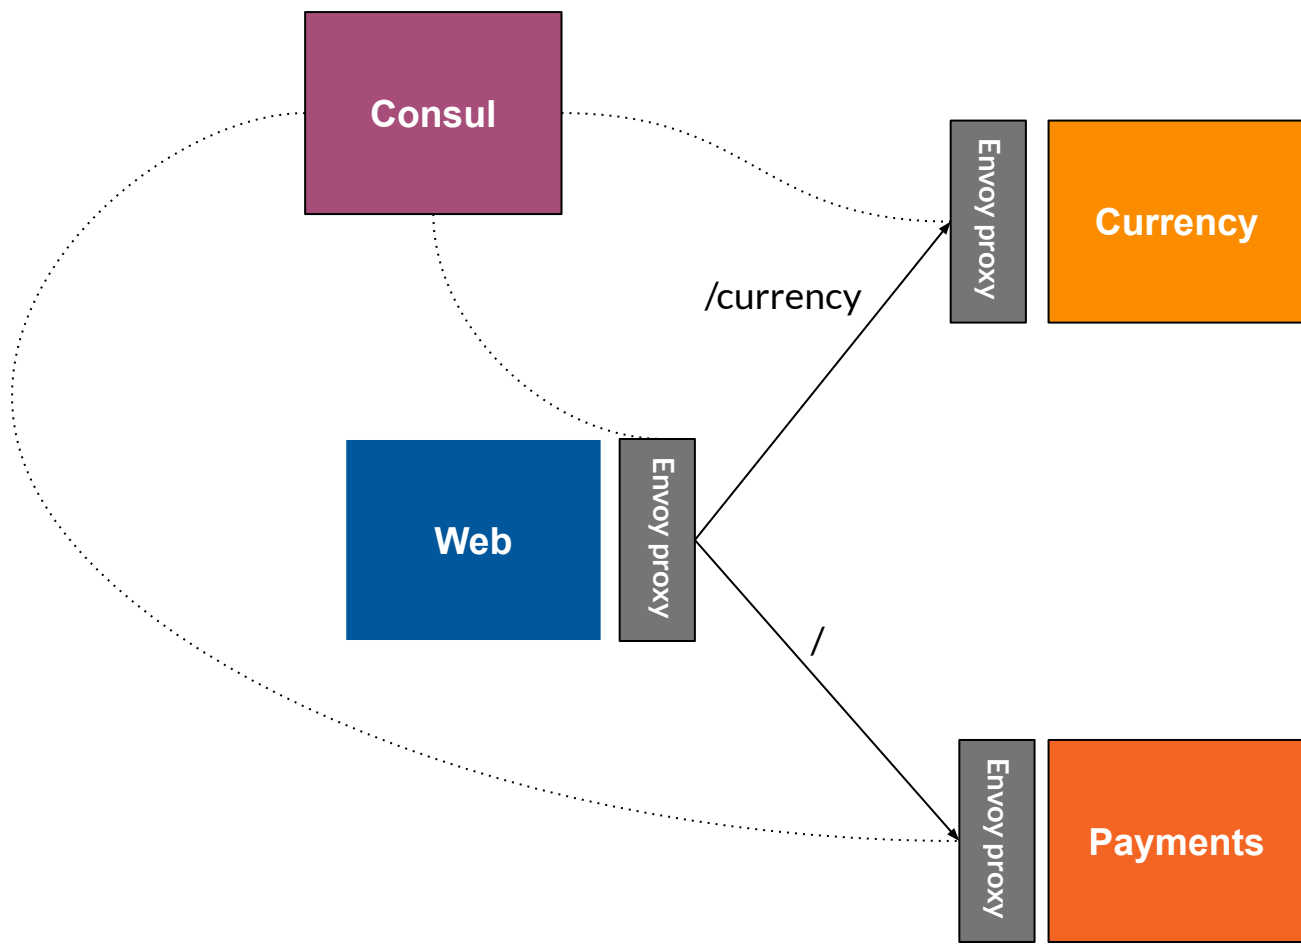 Consul
Envoy proxy
Currency
/currency
Web
Envoy proxy
/
Envoy proxy
Payments